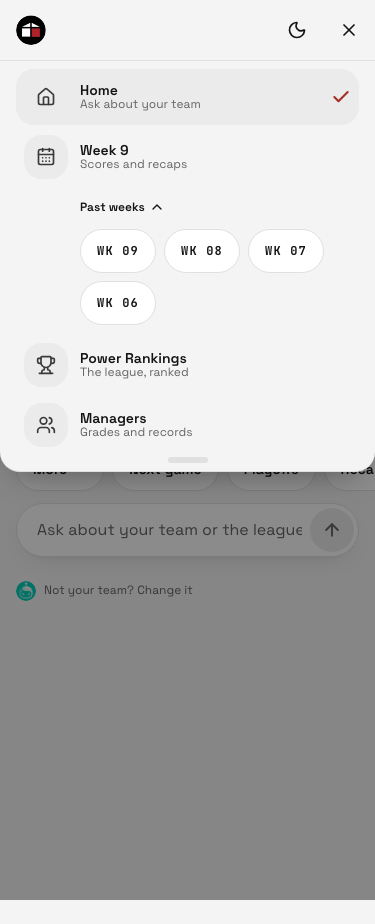 Home
Ask about your team
Week 9
Scores and recaps
Past weeks
WK 09 WK 08 WK 07
WK 06
Power Rankings
The league, ranked
Managers
Grades and records
Ask about your team or the league
Not your team? Change it